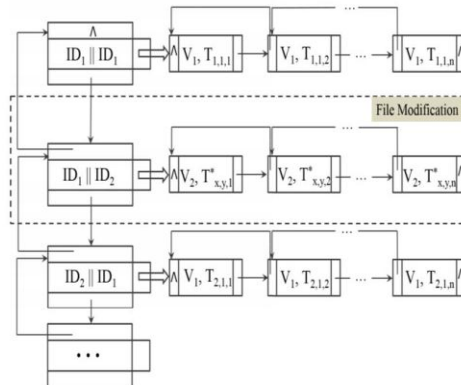 ...
Λ
ID₁ || ID₁ Λ V₁, T₁,₁,₁ V₁, T₁,₁,₂ ... V₁, T₁,₁,ₙ Λ
File Modification
...
ID₁ || ID₂ Λ V₂, T*ₓ,ᵧ,₁ V₂, T*ₓ,ᵧ,₂ ... V₂, T*ₓ,ᵧ,ₙ Λ
...
ID₂ || ID₁ Λ V₁, T₂,₁,₁ V₁, T₂,₁,₂ ... V₁, T₂,₁,ₙ Λ
...